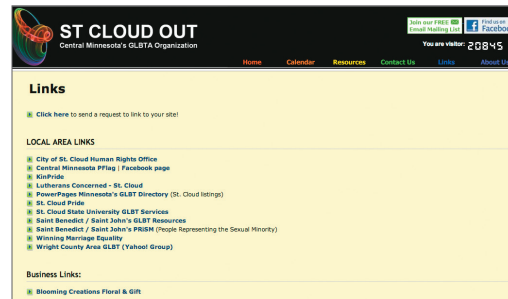 ST CLOUD OUT
Central Minnesota's GLBTA Organization
Join our FREE
Email Mailing List
Find us on
Facebo
You are visitor: 20845
Home Calendar Resources Contact Us Links About Us
Links
Click here to send a request to link to your site!
LOCAL AREA LINKS
City of St. Cloud Human Rights Office
Central Minnesota PFlag | Facebook page
KinPride
Lutherans Concerned - St. Cloud
PowerPages Minnesota's GLBT Directory (St. Cloud listings)
St. Cloud Pride
St. Cloud State University GLBT Services
Saint Benedict / Saint John's GLBT Resources
Saint Benedict / Saint John's PRiSM (People Representing the Sexual Minority)
Winning Marriage Equality
Wright County Area GLBT (Yahoo! Group)
Business Links:
Blooming Creations Floral & Gift